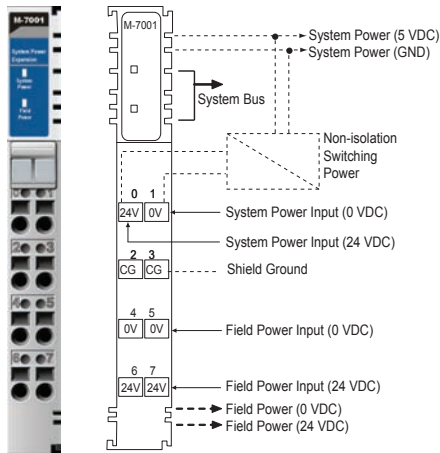 M-7001
System Power
Expansion
System
Power
Field
Power
0 1
2 3
4 5
6 7
M-7001
System Power (5 VDC)
System Power (GND)
System Bus
Non-isolation
Switching
Power
0 1
24V 0V
System Power Input (0 VDC)
System Power Input (24 VDC)
2 3
CG CG
Shield Ground
4 5
0V 0V
Field Power Input (0 VDC)
6 7
24V 24V
Field Power Input (24 VDC)
Field Power (0 VDC)
Field Power (24 VDC)